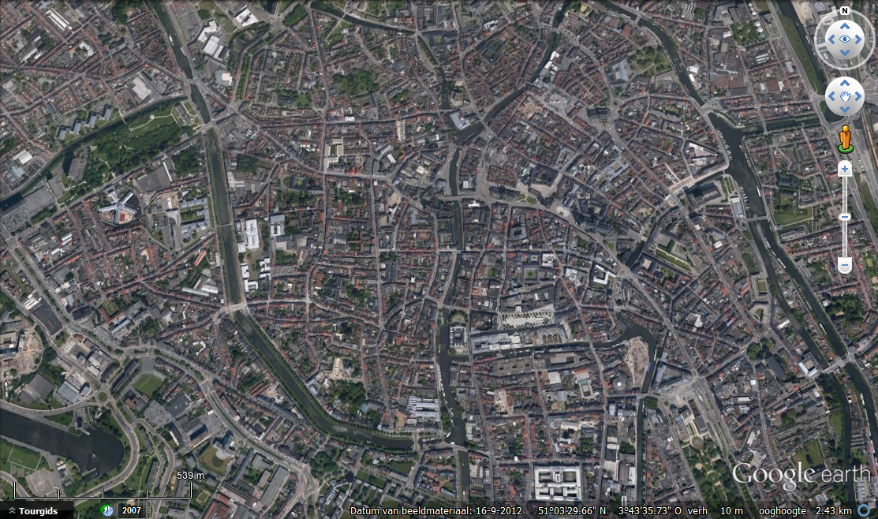 N
539 m
Google earth
Tourgids
2007
Datum van beeldmateriaal: 16-9-2012 51°03'29.66" N 3°43'35.73" O verh 10 m ooghoogte 2.43 km